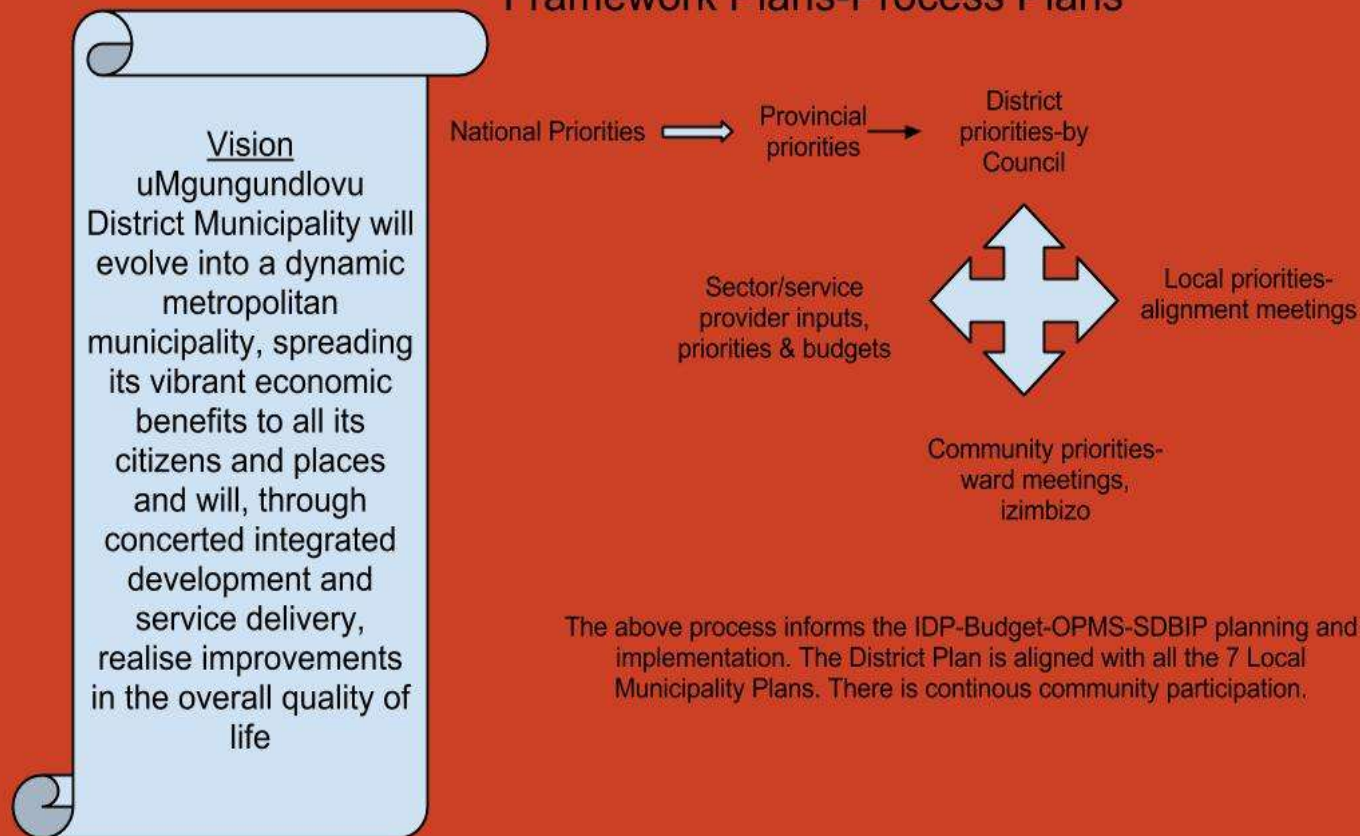 Framework Plans-Process Plans
Vision
uMgungundlovu
District Municipality will
evolve into a dynamic
metropolitan
municipality, spreading
its vibrant economic
benefits to all its
citizens and places
and will, through
concerted integrated
development and
service delivery,
realise improvements
in the overall quality of
life
National Priorities
Provincial
priorities
District
priorities-by
Council
Sector/service
provider inputs,
priorities & budgets
Local priorities-
alignment meetings
Community priorities-
ward meetings,
izimbizo
The above process informs the IDP-Budget-OPMS-SDBIP planning and
implementation. The District Plan is aligned with all the 7 Local
Municipality Plans. There is continous community participation.